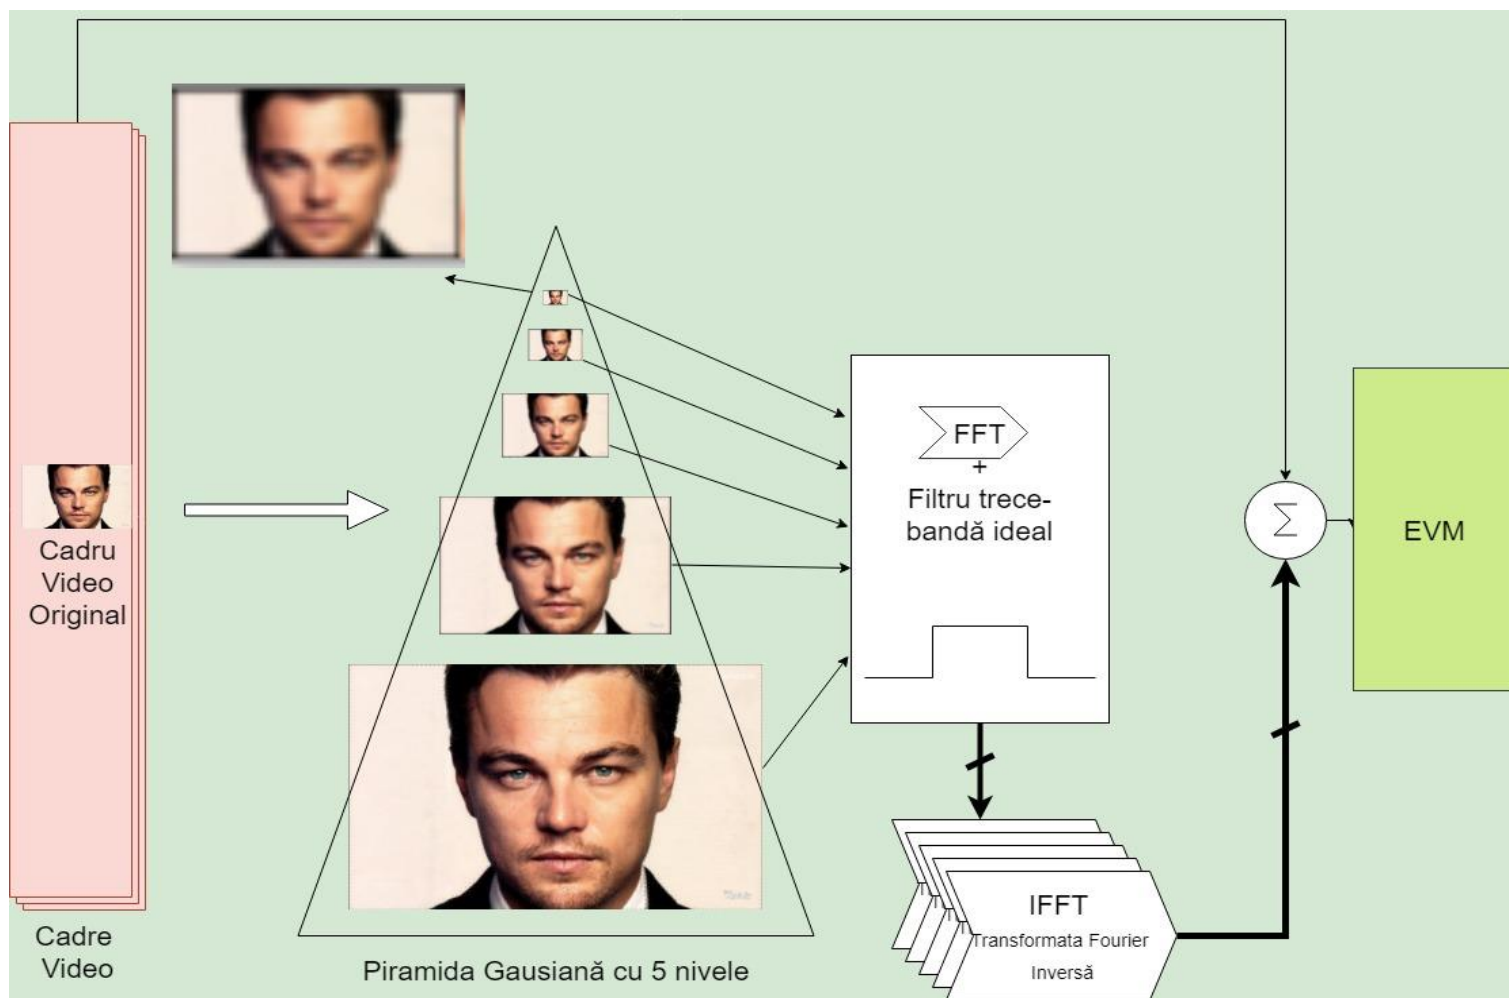 Cadru
Video
Original
Cadre
Video
Piramida Gausiană cu 5 nivele
FFT
+
Filtru trece-
bandă ideal
IFFT
Transformata Fourier
Inversă
Σ
EVM